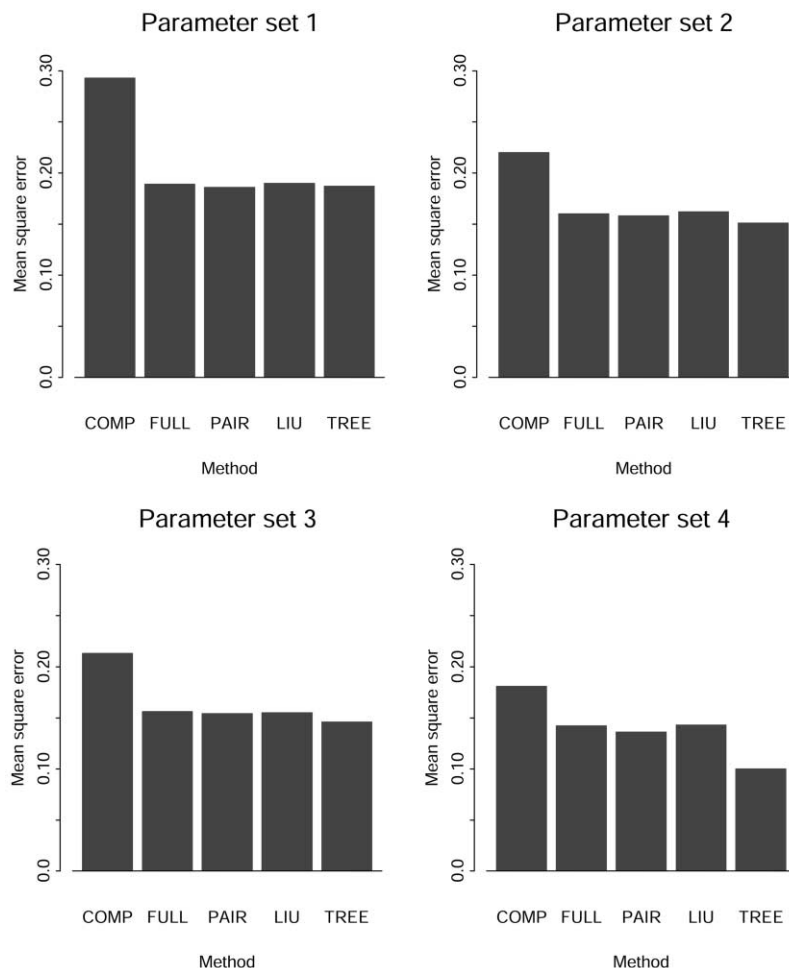 Parameter set 1
Mean square error
0.0 0.10 0.20 0.30
COMP FULL PAIR LIU TREE
Method
Parameter set 2
Mean square error
0.0 0.10 0.20 0.30
COMP FULL PAIR LIU TREE
Method
Parameter set 3
Mean square error
0.0 0.10 0.20 0.30
COMP FULL PAIR LIU TREE
Method
Parameter set 4
Mean square error
0.0 0.10 0.20 0.30
COMP FULL PAIR LIU TREE
Method